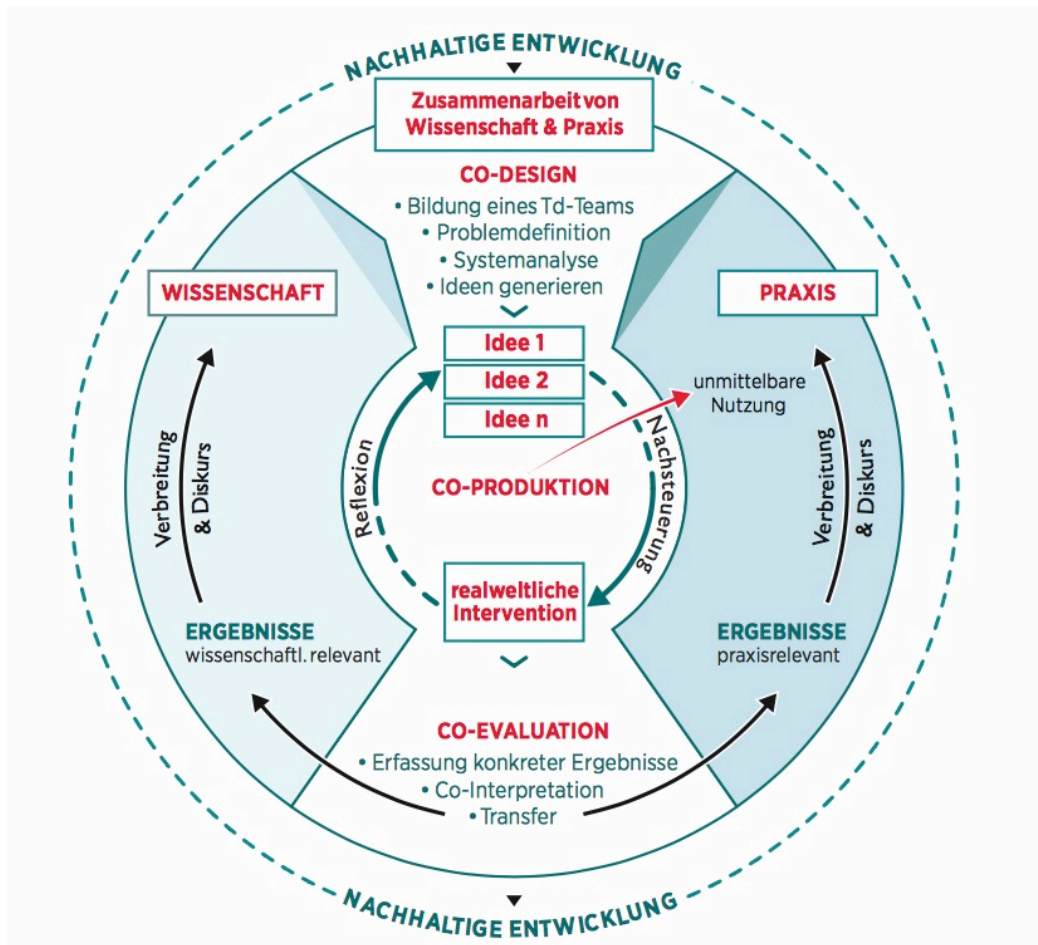 NACHHALTIGE ENTWICKLUNG
Zusammenarbeit von
Wissenschaft & Praxis
CO-DESIGN
• Bildung eines Td-Teams
• Problemdefinition
• Systemanalyse
• Ideen generieren
WISSENSCHAFT
PRAXIS
Idee 1
Idee 2
Idee n
unmittelbare
Nutzung
Reflexion
Nachsteuerung
CO-PRODUKTION
Verbreitung
& Diskurs
Verbreitung
& Diskurs
realweltliche
Intervention
ERGEBNISSE
wissenschaftl. relevant
ERGEBNISSE
praxisrelevant
CO-EVALUATION
• Erfassung konkreter Ergebnisse
• Co-Interpretation
• Transfer
NACHHALTIGE ENTWICKLUNG